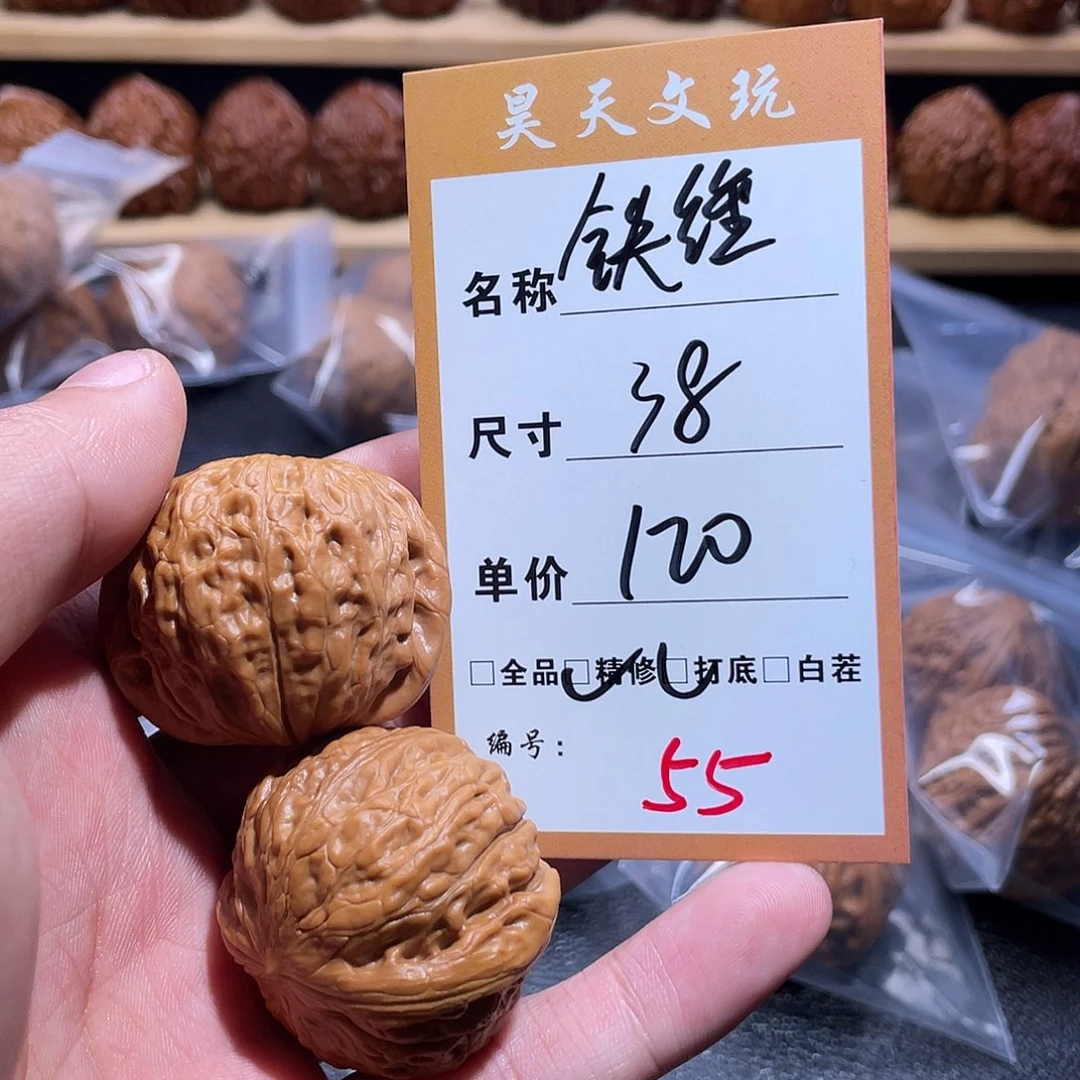 昊天文玩
名称 铁缠
尺寸 38
单价 120
□全品□精修□打底□白茬
编号： 55